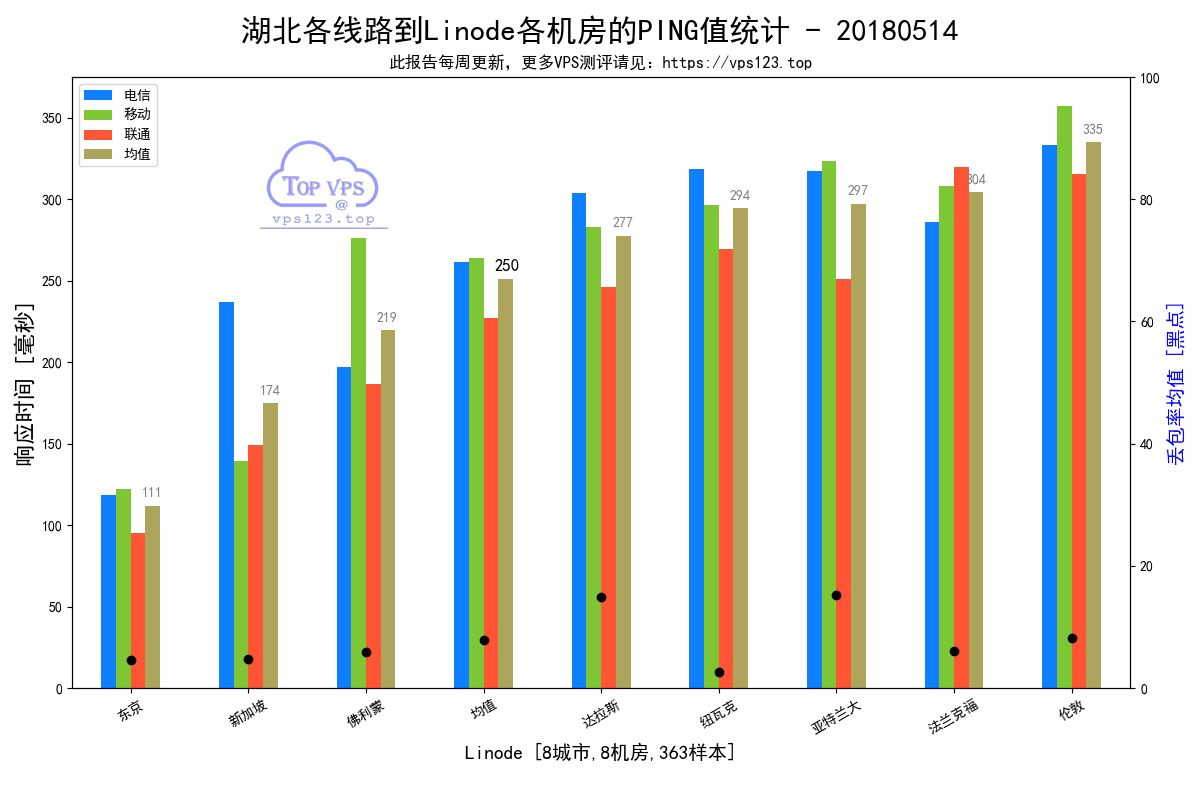 湖北各线路到Linode各机房的PING值统计 - 20180514
此报告每周更新，更多VPS测评请见：https://vps123.top
电信
移动
联通
均值
TOP VPS
@
vps123.top
响应时间 [毫秒]
丢包率均值 [黑点]
350
300
250
200
150
100
50
0
100
80
60
40
20
0
111
174
219
250
277
294
297
304
335
东京
新加坡
佛利蒙
均值
达拉斯
纽瓦克
亚特兰大
法兰克福
伦敦
Linode [8城市,8机房,363样本]